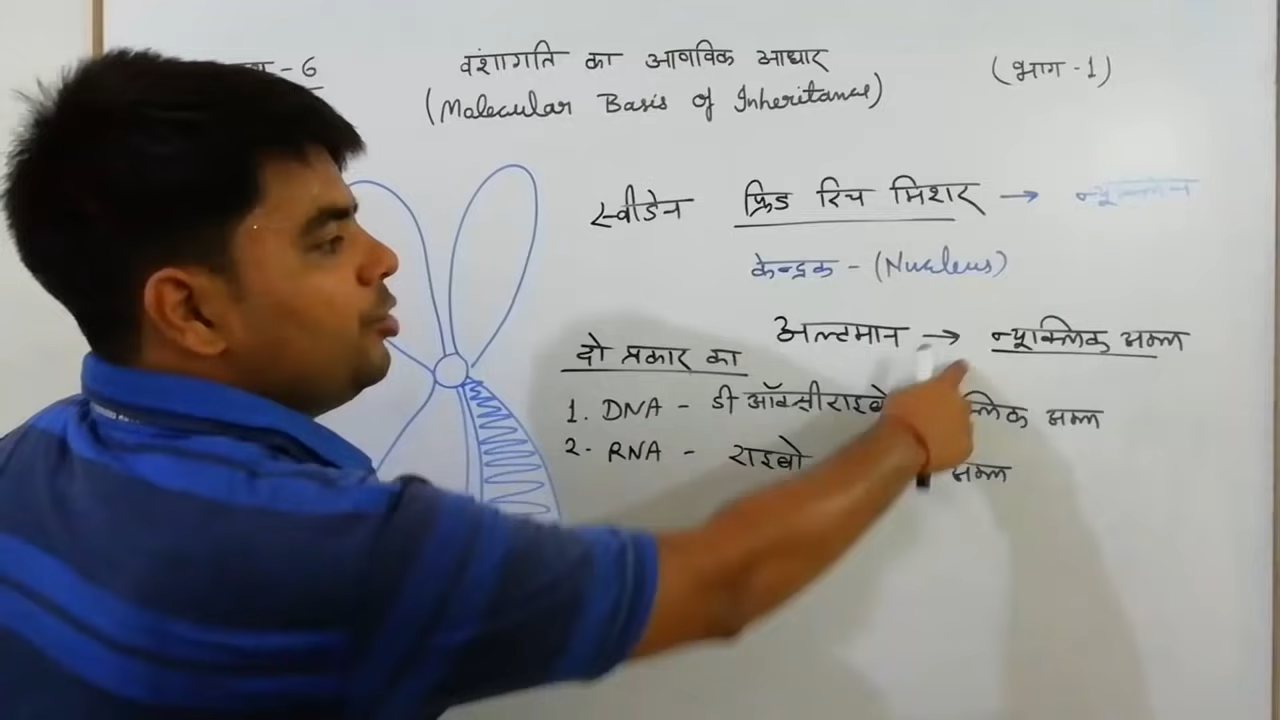 - 6 वंशागति का आणविक आधार (भाग - 1)
(Molecular Basis of Inheritance)
स्वीडेन फ्रिड रिच मिशर →
केन्द्रक - (Nucleus)
अल्टमान → न्यूक्लिक अम्ल
दो प्रकार का
1. DNA - डी ऑक्सीराइबो क्लिक अम्ल
2. RNA - राइबो अम्ल